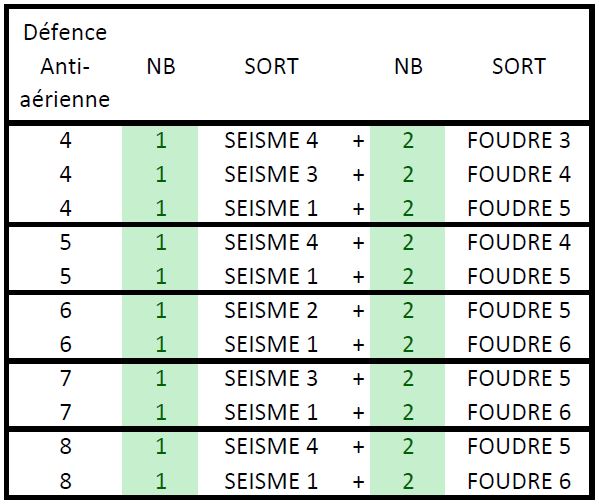 Défence
Anti-
aérienne NB SORT NB SORT
4 1 SEISME 4 + 2 FOUDRE 3
4 1 SEISME 3 + 2 FOUDRE 4
4 1 SEISME 1 + 2 FOUDRE 5
5 1 SEISME 4 + 2 FOUDRE 4
5 1 SEISME 1 + 2 FOUDRE 5
6 1 SEISME 2 + 2 FOUDRE 5
6 1 SEISME 1 + 2 FOUDRE 6
7 1 SEISME 3 + 2 FOUDRE 5
7 1 SEISME 1 + 2 FOUDRE 6
8 1 SEISME 4 + 2 FOUDRE 5
8 1 SEISME 1 + 2 FOUDRE 6